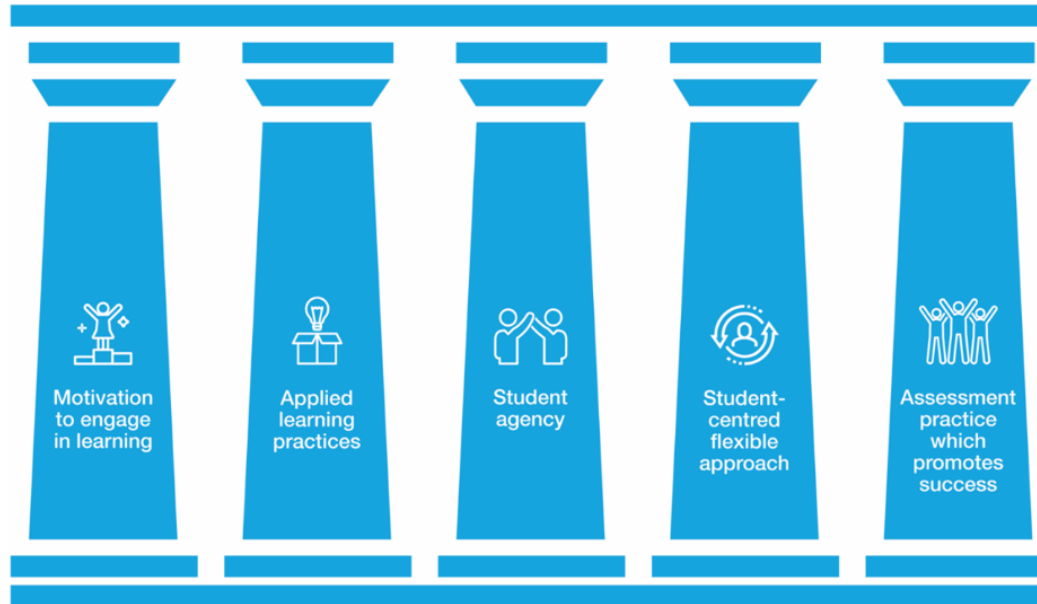 Motivation
to engage
in learning
Applied
learning
practices
Student
agency
Student-
centred
flexible
approach
Assessment
practice
which
promotes
success